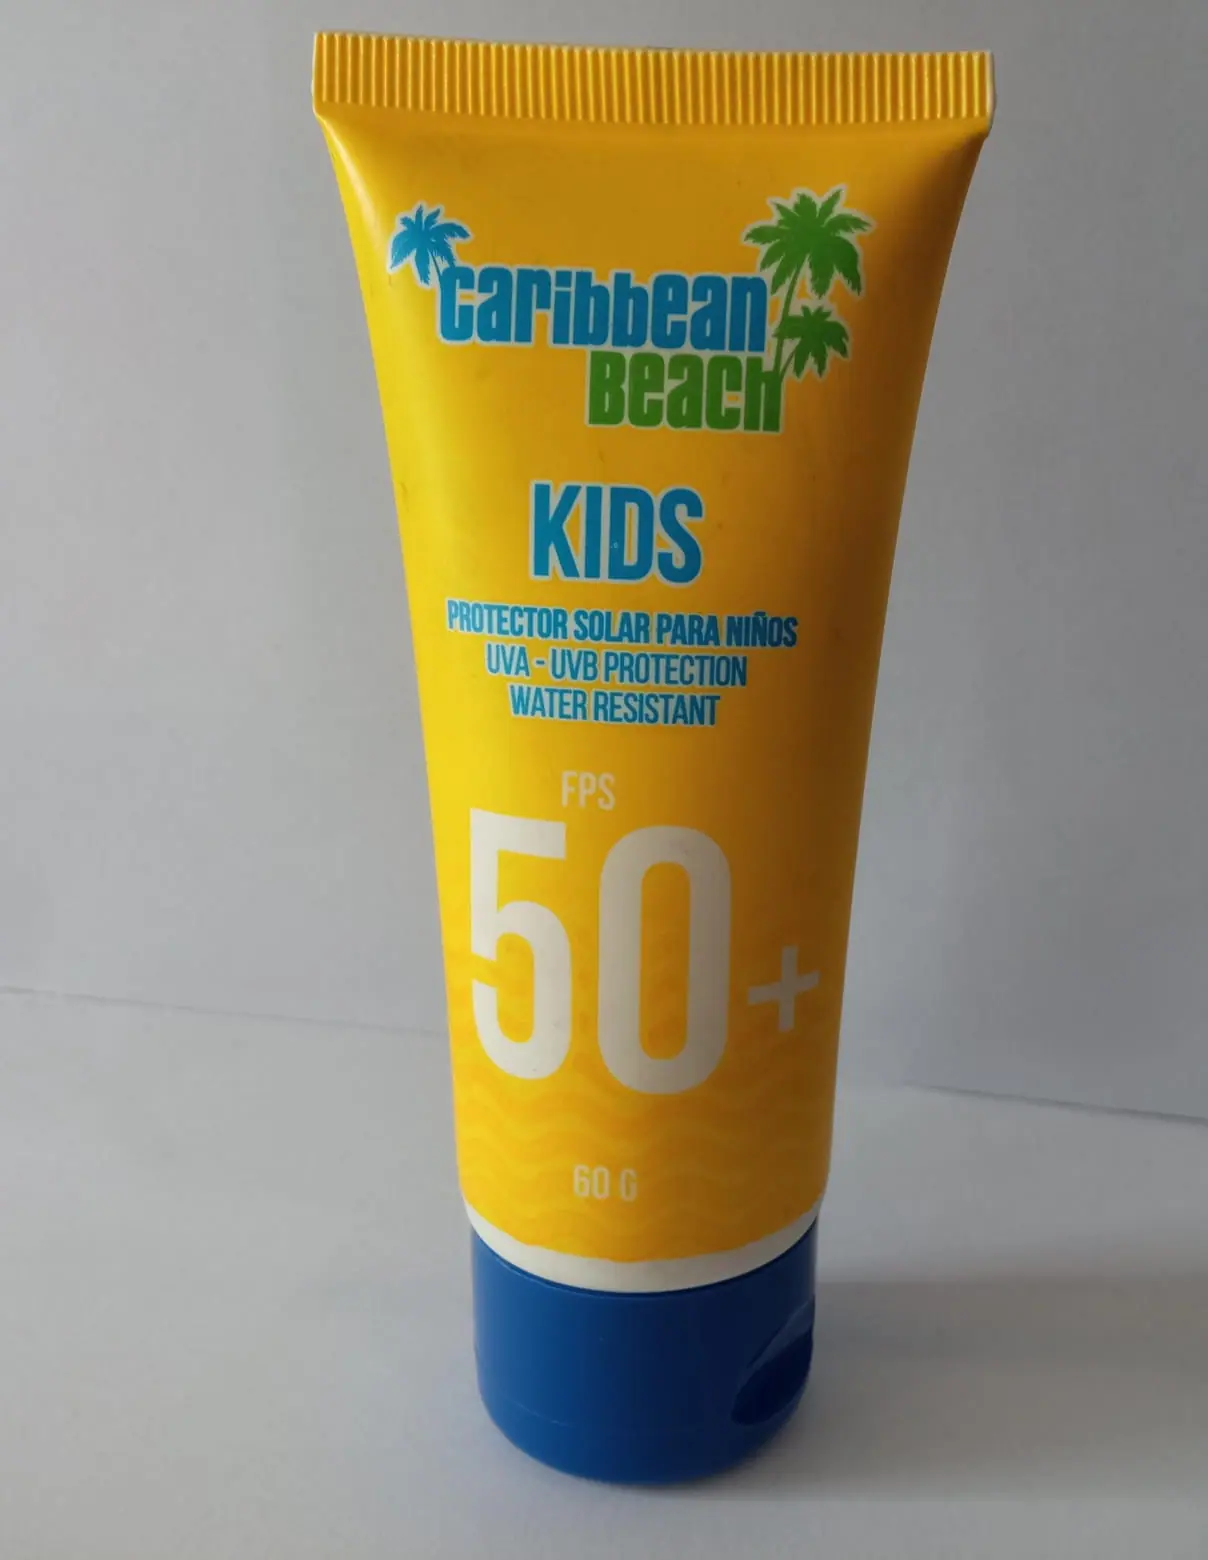 Caribbean
Beach
KIDS
PROTECTOR SOLAR PARA NIÑOS
UVA - UVB PROTECTION
WATER RESISTANT
FPS
50+
60 G